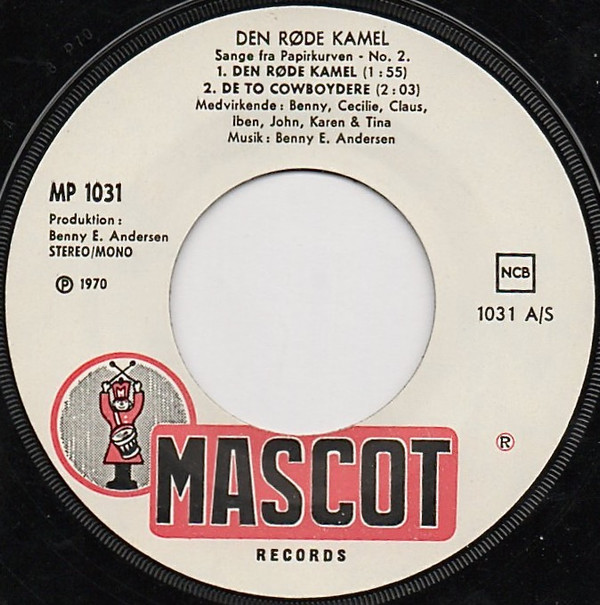 DEN RØDE KAMEL
Sange fra Papirkurven - No. 2.
1. DEN RØDE KAMEL (1:55)
2. DE TO COWBOYDERE (2:03)
Medvirkende: Benny, Cecilie, Claus,
Iben, John, Karen & Tina
Musik: Benny E. Andersen
MP 1031
Produktion:
Benny E. Andersen
STEREO/MONO
℗ 1970
NCB
1031 A/S
M
MASCOT
®
RECORDS